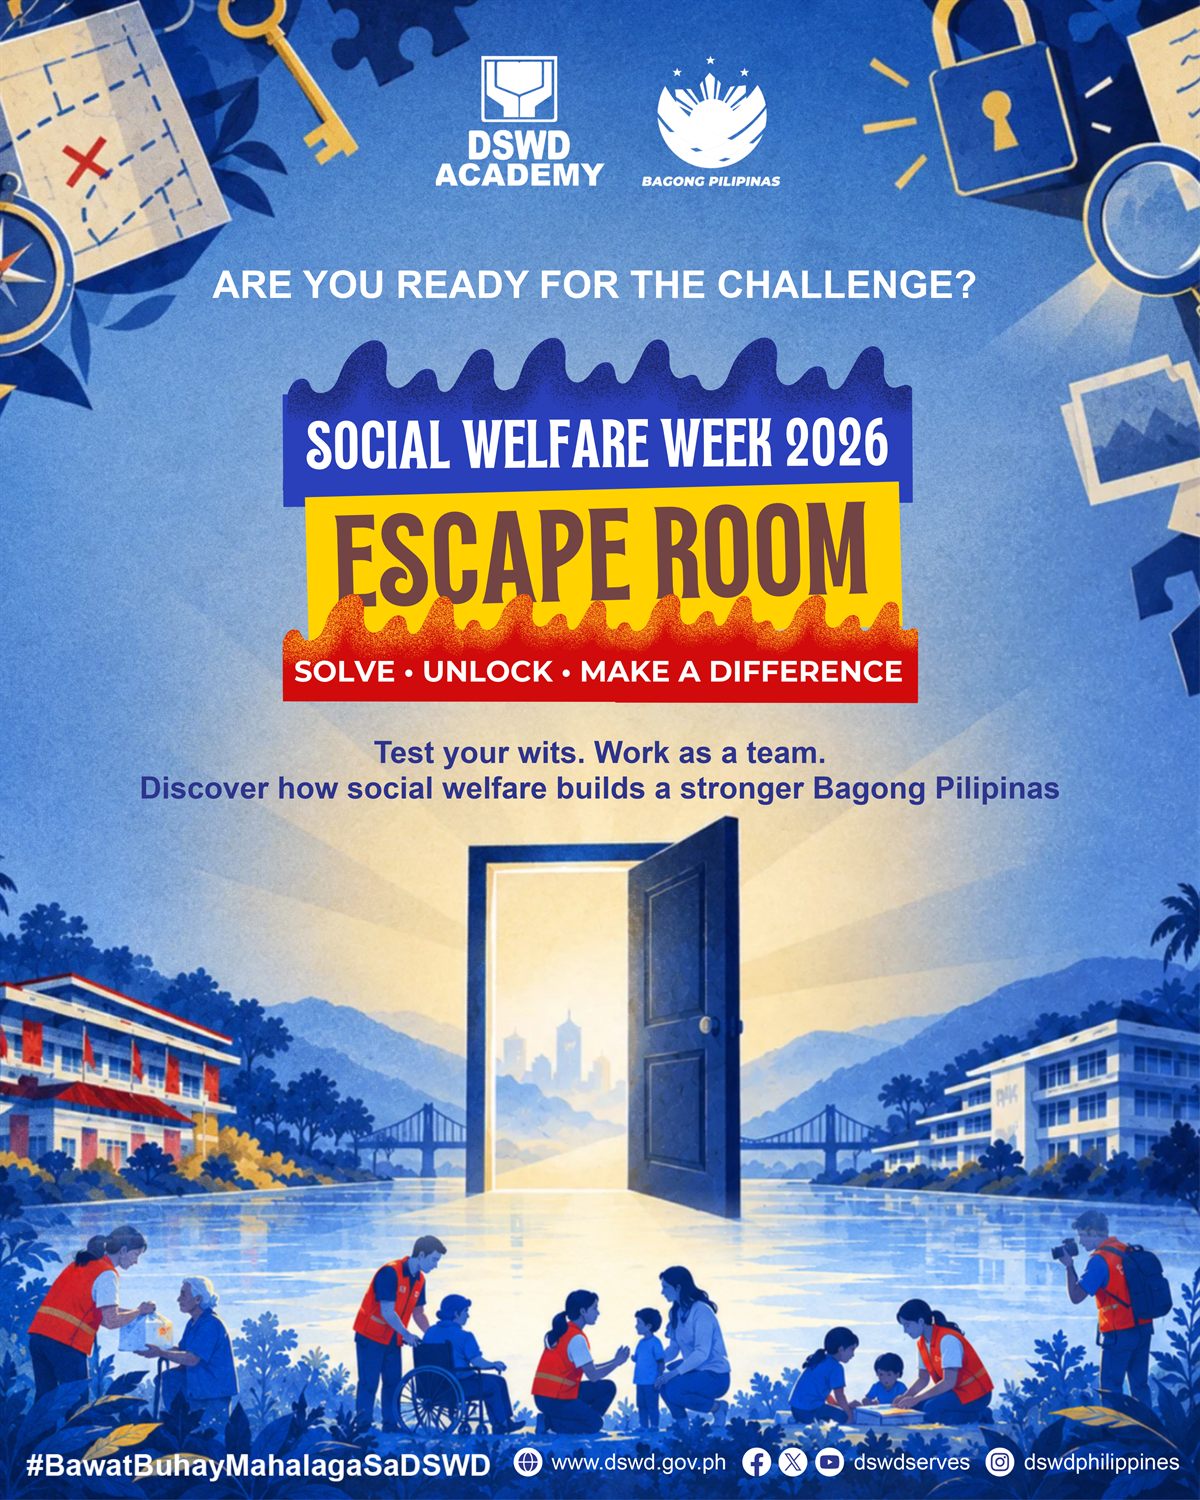 DSWD
ACADEMY
BAGONG PILIPINAS
ARE YOU READY FOR THE CHALLENGE?
SOCIAL WELFARE WEEK 2026
ESCAPE ROOM
SOLVE • UNLOCK • MAKE A DIFFERENCE
Test your wits. Work as a team.
Discover how social welfare builds a stronger Bagong Pilipinas
#BawatBuhayMahalagaSaDSWD www.dswd.gov.ph dswdserves dswdphilippines